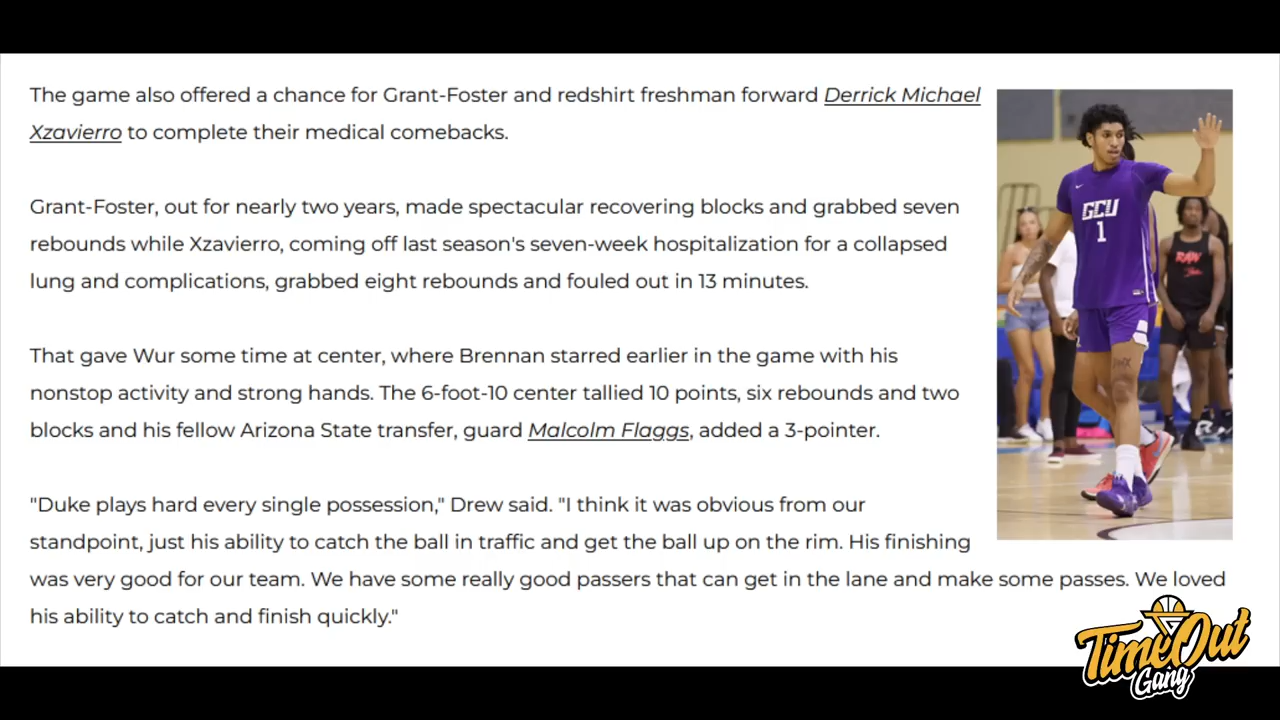 The game also offered a chance for Grant-Foster and redshirt freshman forward Derrick Michael
Xzavierro to complete their medical comebacks.
Grant-Foster, out for nearly two years, made spectacular recovering blocks and grabbed seven
rebounds while Xzavierro, coming off last season's seven-week hospitalization for a collapsed
lung and complications, grabbed eight rebounds and fouled out in 13 minutes.
That gave Wur some time at center, where Brennan starred earlier in the game with his
nonstop activity and strong hands. The 6-foot-10 center tallied 10 points, six rebounds and two
blocks and his fellow Arizona State transfer, guard Malcolm Flaggs, added a 3-pointer.
"Duke plays hard every single possession," Drew said. "I think it was obvious from our
standpoint, just his ability to catch the ball in traffic and get the ball up on the rim. His finishing
was very good for our team. We have some really good passers that can get in the lane and make some passes. We loved
his ability to catch and finish quickly."
GCU
1
RAW
TimeOut
Gang